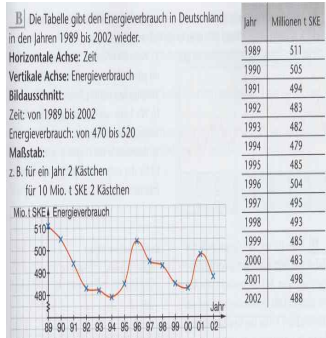 B Die Tabelle gibt den Energieverbrauch in Deutschland
in den Jahren 1989 bis 2002 wieder.
Horizontale Achse: Zeit
Vertikale Achse: Energieverbrauch
Bildausschnitt:
Zeit: von 1989 bis 2002
Energieverbrauch: von 470 bis 520
Maßstab:
z. B. für ein Jahr 2 Kästchen
für 10 Mio. t SKE 2 Kästchen
Mio. t SKE Energieverbrauch
510
500
490
480
Jahr
89 90 91 92 93 94 95 96 97 98 99 00 01 02
Jahr Millionen t SKE
1989 511
1990 505
1991 494
1992 483
1993 482
1994 479
1995 485
1996 504
1997 495
1998 493
1999 485
2000 483
2001 498
2002 488